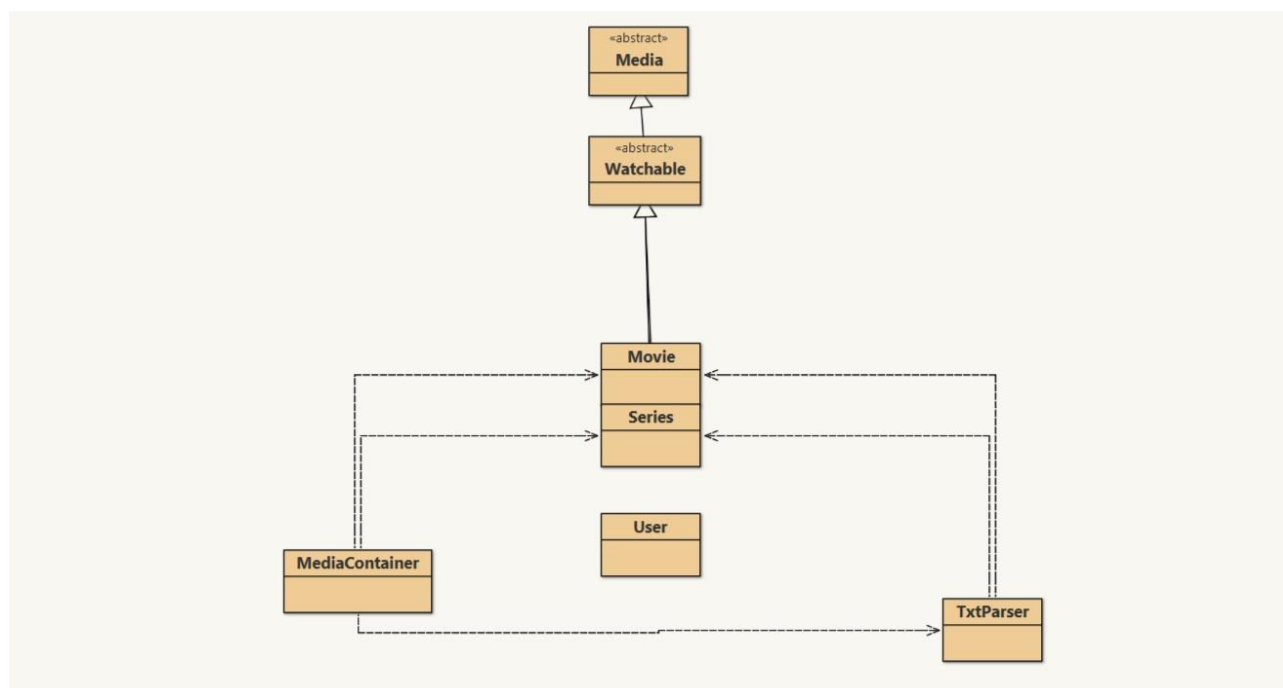 «abstract»
Media
«abstract»
Watchable
Movie
Series
User
MediaContainer
TxtParser